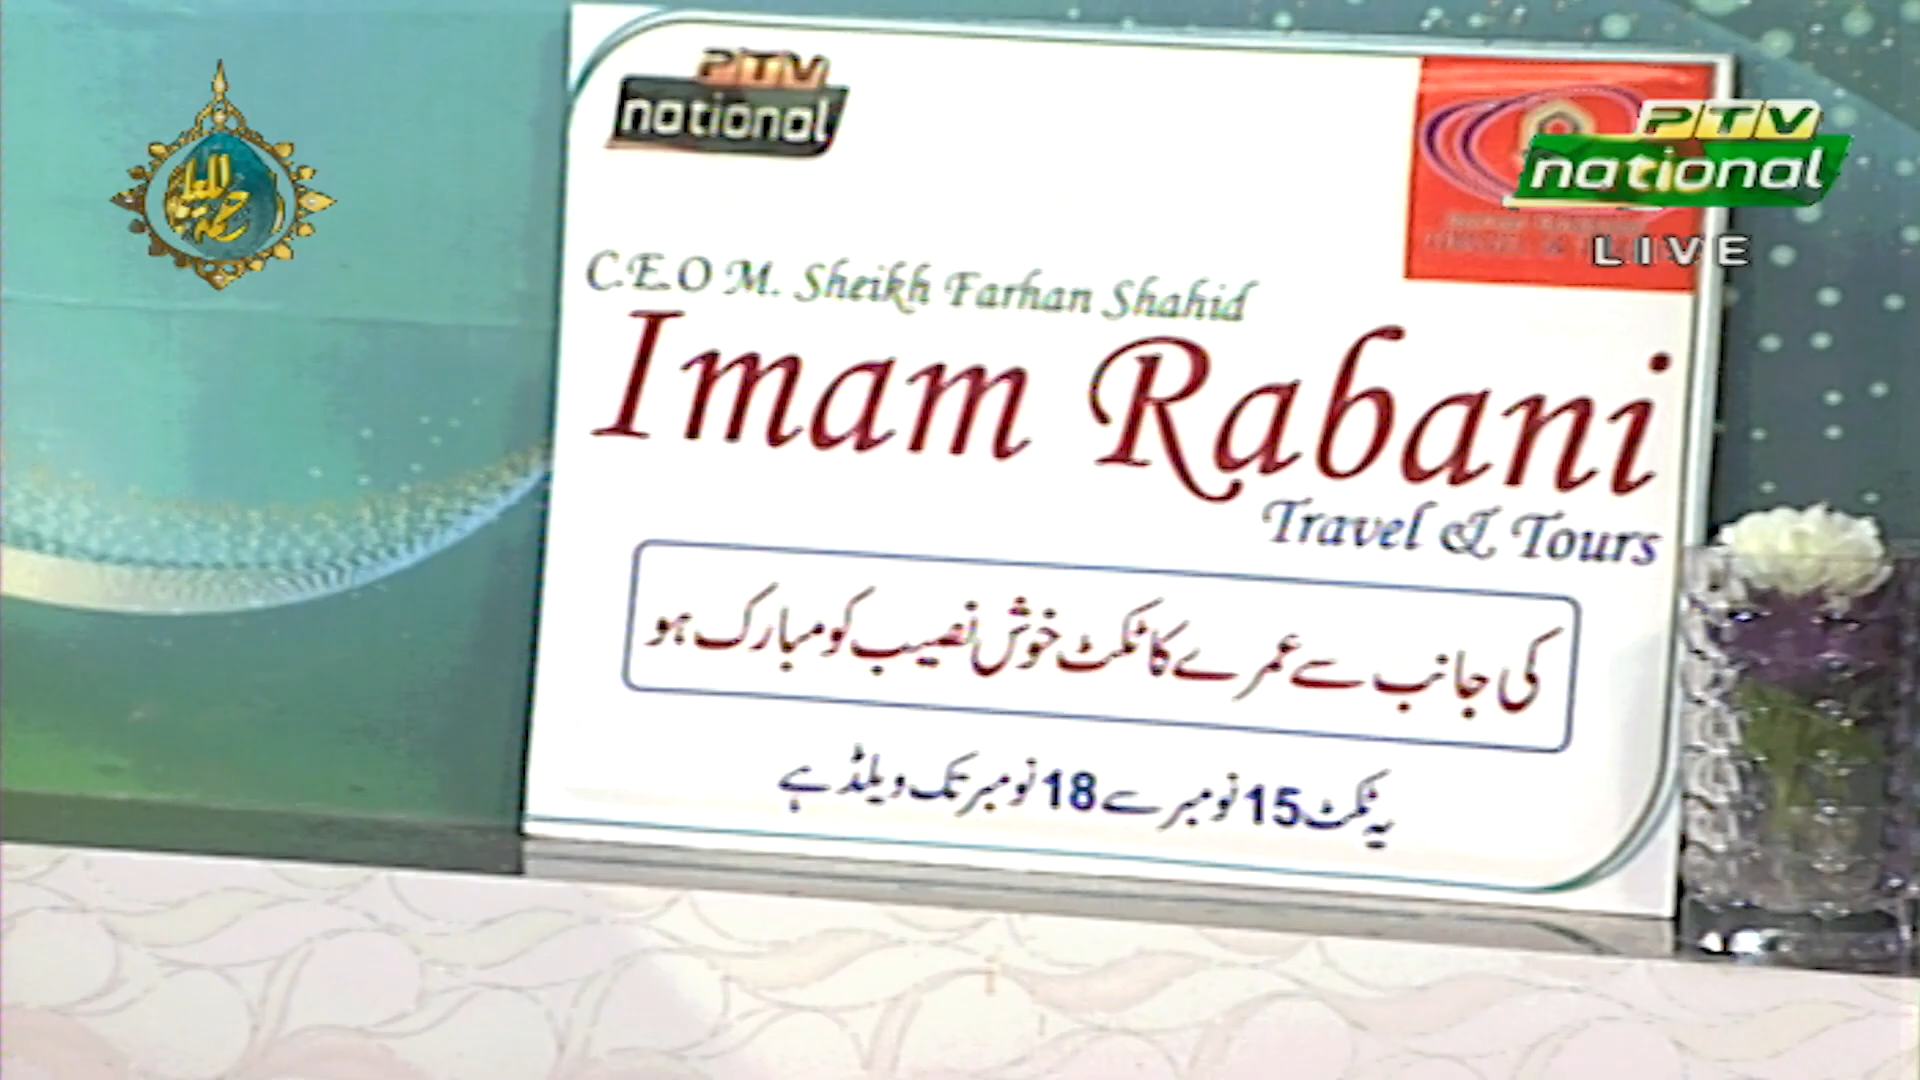 PTV
national
PTV
national
LIVE
C.E.O M. Sheikh Farhan Shahid
Imam Rabani
Travel & Tours
کی جانب سے عمرے کا ٹکٹ خوش نصیب کو مبارک ہو
یہ ٹکٹ 15 نومبر سے 18 نومبر تک ویلڈ ہے